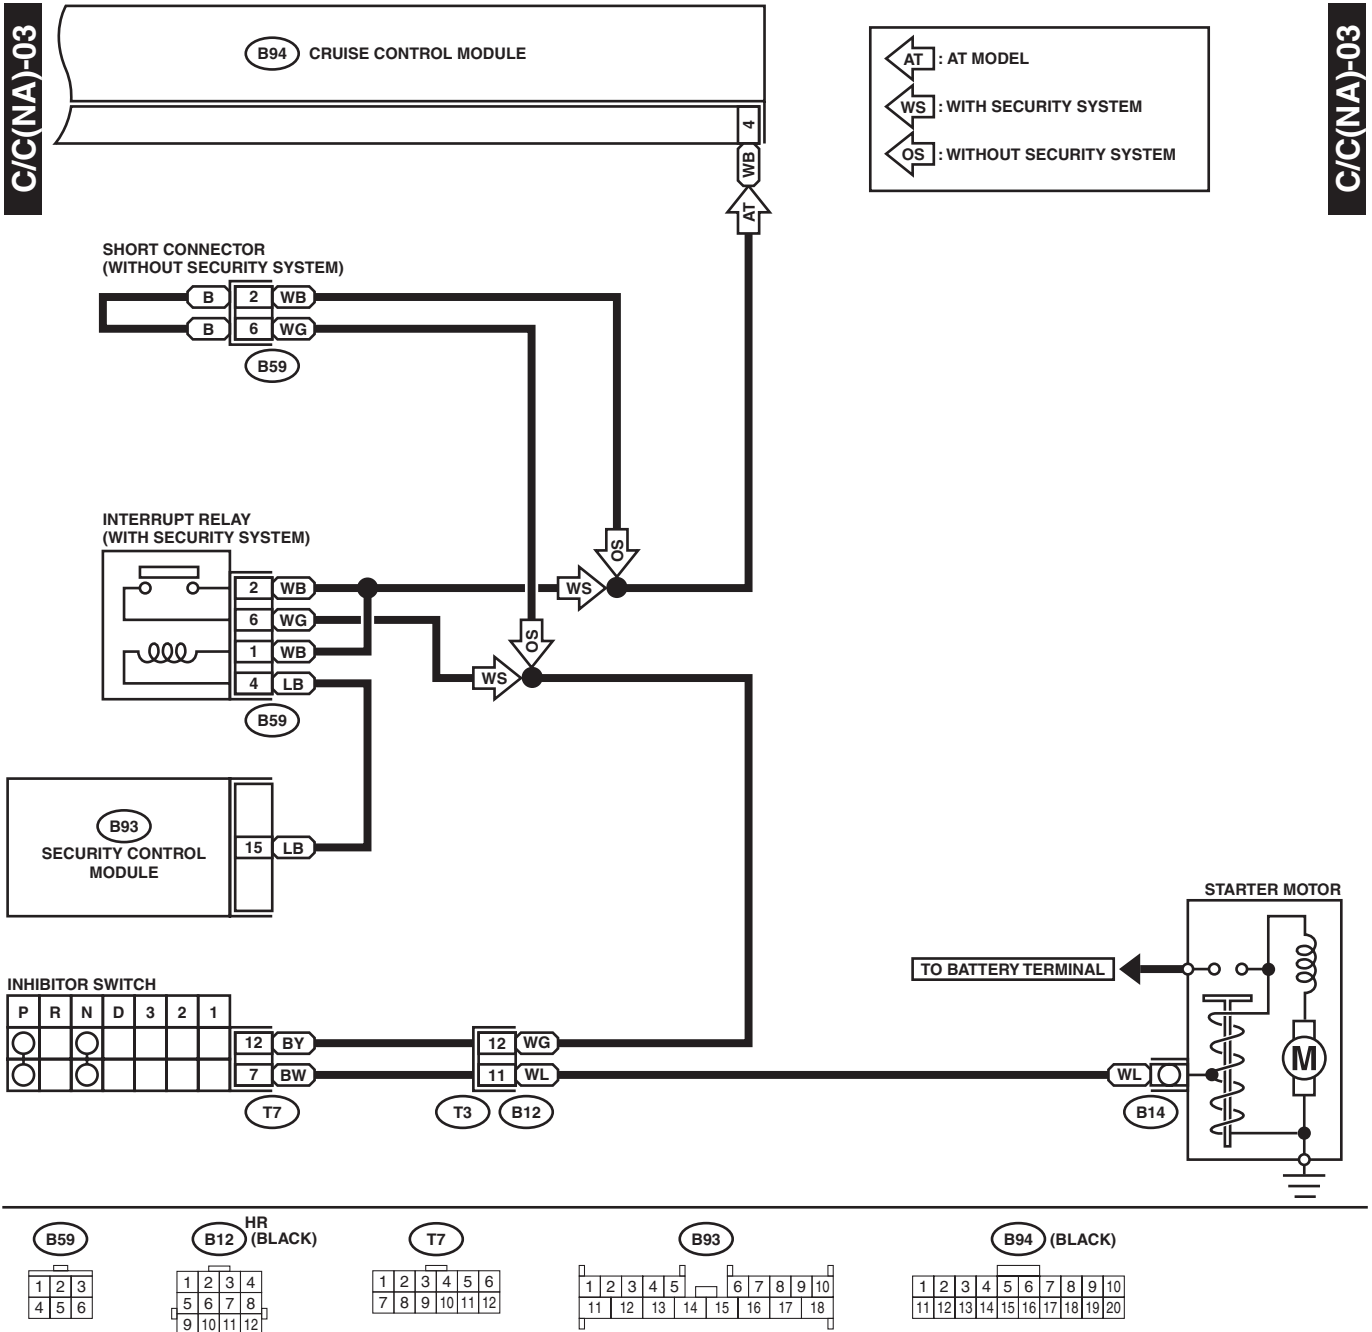 C/C(NA)-03
C/C(NA)-03
B94 CRUISE CONTROL MODULE
4
WB
AT
AT : AT MODEL
WS : WITH SECURITY SYSTEM
OS : WITHOUT SECURITY SYSTEM
SHORT CONNECTOR
(WITHOUT SECURITY SYSTEM)
B 2 WB
B 6 WG
B59
OS
INTERRUPT RELAY
(WITH SECURITY SYSTEM)
2 WB WS
6 WG OS
1 WB
4 LB WS
B59
B93
SECURITY CONTROL
MODULE
15 LB
STARTER MOTOR
TO BATTERY TERMINAL
M
INHIBITOR SWITCH
P R N D 3 2 1
12 BY 12 WG
7 BW 11 WL WL
T7 T3 B12 B14
B59
1 2 3
4 5 6
B12 HR
(BLACK)
1 2 3 4
5 6 7 8
9 10 11 12
T7
1 2 3 4 5 6
7 8 9 10 11 12
B93
1 2 3 4 5 6 7 8 9 10
11 12 13 14 15 16 17 18
B94 (BLACK)
1 2 3 4 5 6 7 8 9 10
11 12 13 14 15 16 17 18 19 20